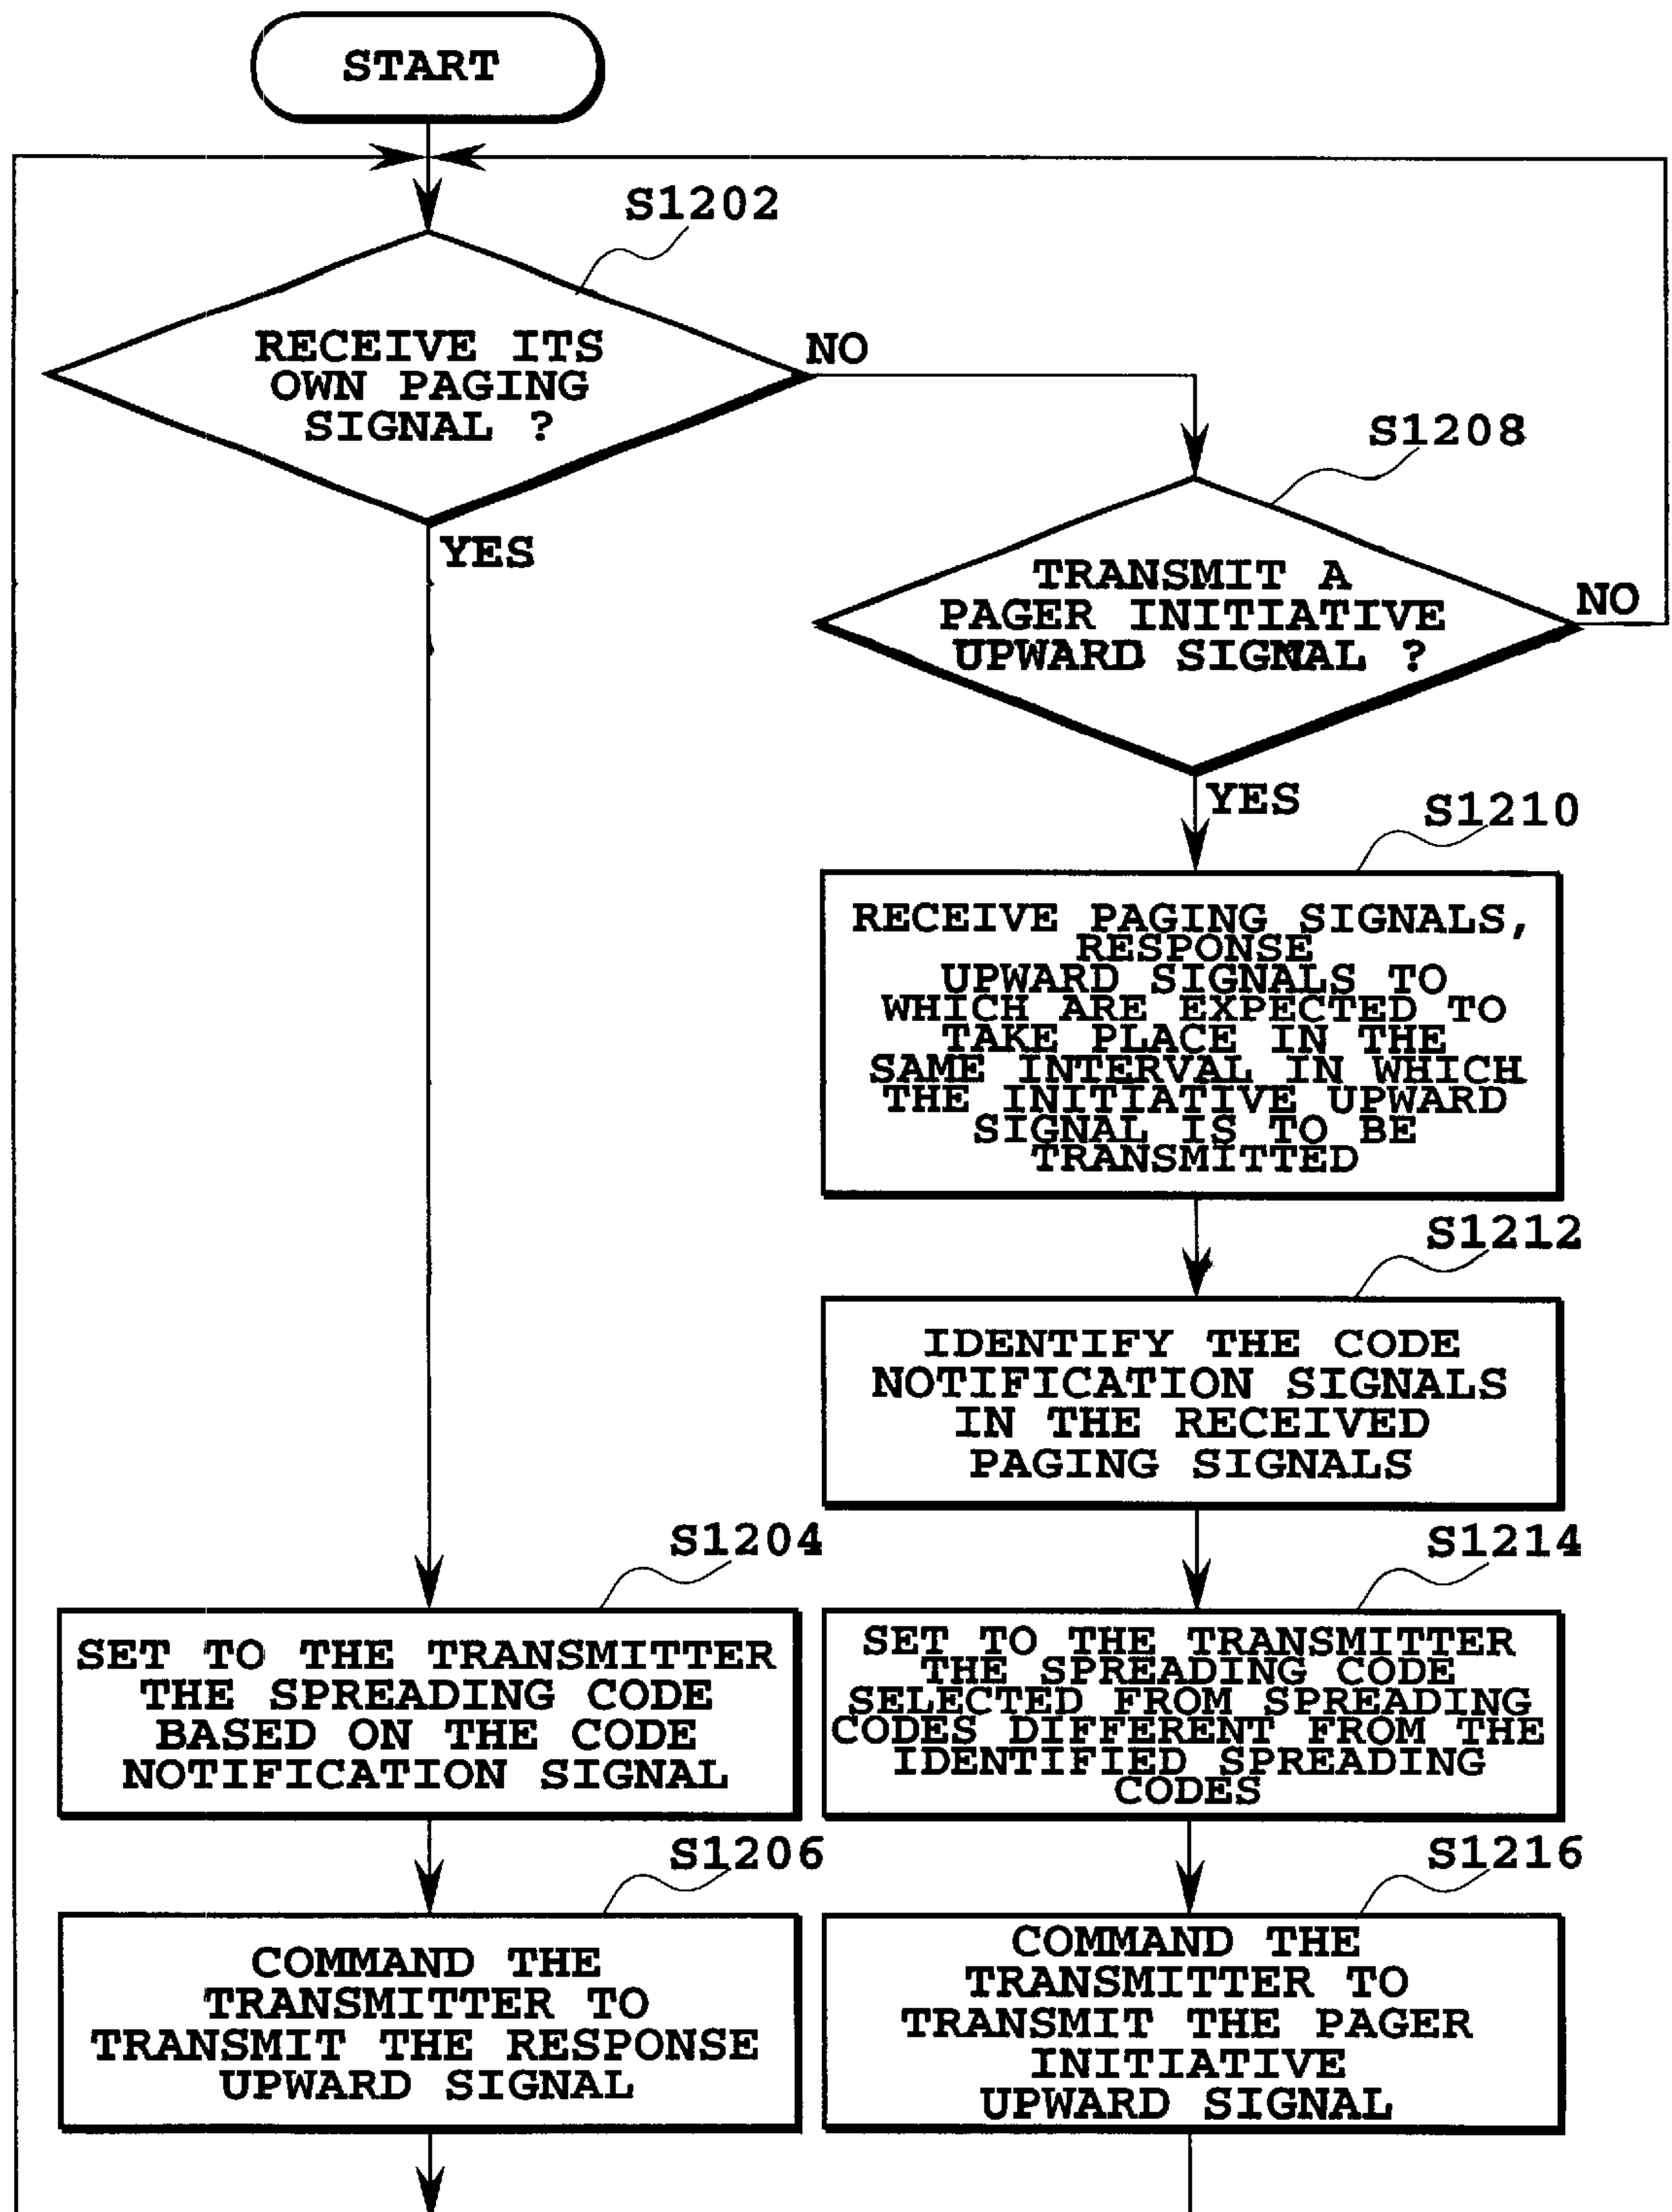 START
S1202
RECEIVE ITS
OWN PAGING
SIGNAL ?
NO
YES
S1208
TRANSMIT A
PAGER INITIATIVE
UPWARD SIGNAL ?
NO
YES
S1210
RECEIVE PAGING SIGNALS,
RESPONSE
UPWARD SIGNALS TO
WHICH ARE EXPECTED TO
TAKE PLACE IN THE
SAME INTERVAL IN WHICH
THE INITIATIVE UPWARD
SIGNAL IS TO BE
TRANSMITTED
S1212
IDENTIFY THE CODE
NOTIFICATION SIGNALS
IN THE RECEIVED
PAGING SIGNALS
S1204
SET TO THE TRANSMITTER
THE SPREADING CODE
BASED ON THE CODE
NOTIFICATION SIGNAL
S1214
SET TO THE TRANSMITTER
THE SPREADING CODE
SELECTED FROM SPREADING
CODES DIFFERENT FROM THE
IDENTIFIED SPREADING
CODES
S1206
COMMAND THE
TRANSMITTER TO
TRANSMIT THE RESPONSE
UPWARD SIGNAL
S1216
COMMAND THE
TRANSMITTER TO
TRANSMIT THE PAGER
INITIATIVE
UPWARD SIGNAL